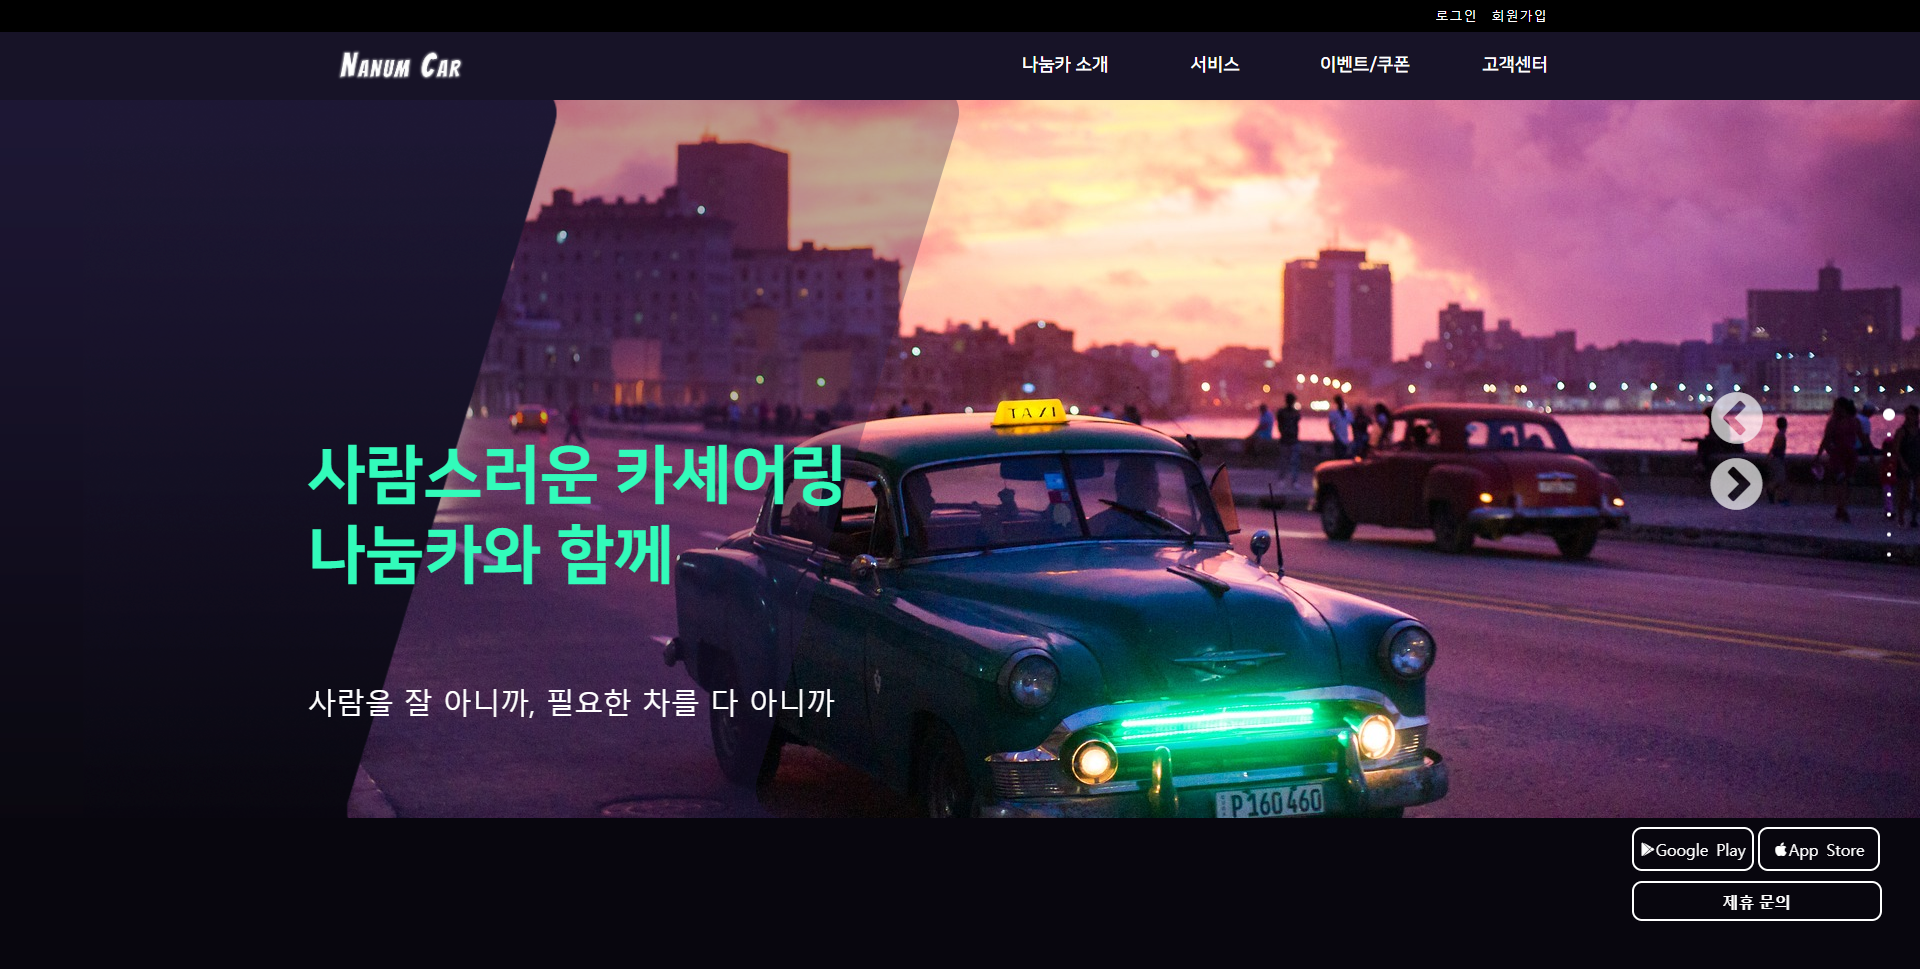 로그인 회원가입
Nanum Car
나눔카 소개 서비스 이벤트/쿠폰 고객센터
TAXI
사람스러운 카셰어링
나눔카와 함께
사람을 잘 아니까, 필요한 차를 다 아니까
P160 460
Google Play App Store
제휴 문의